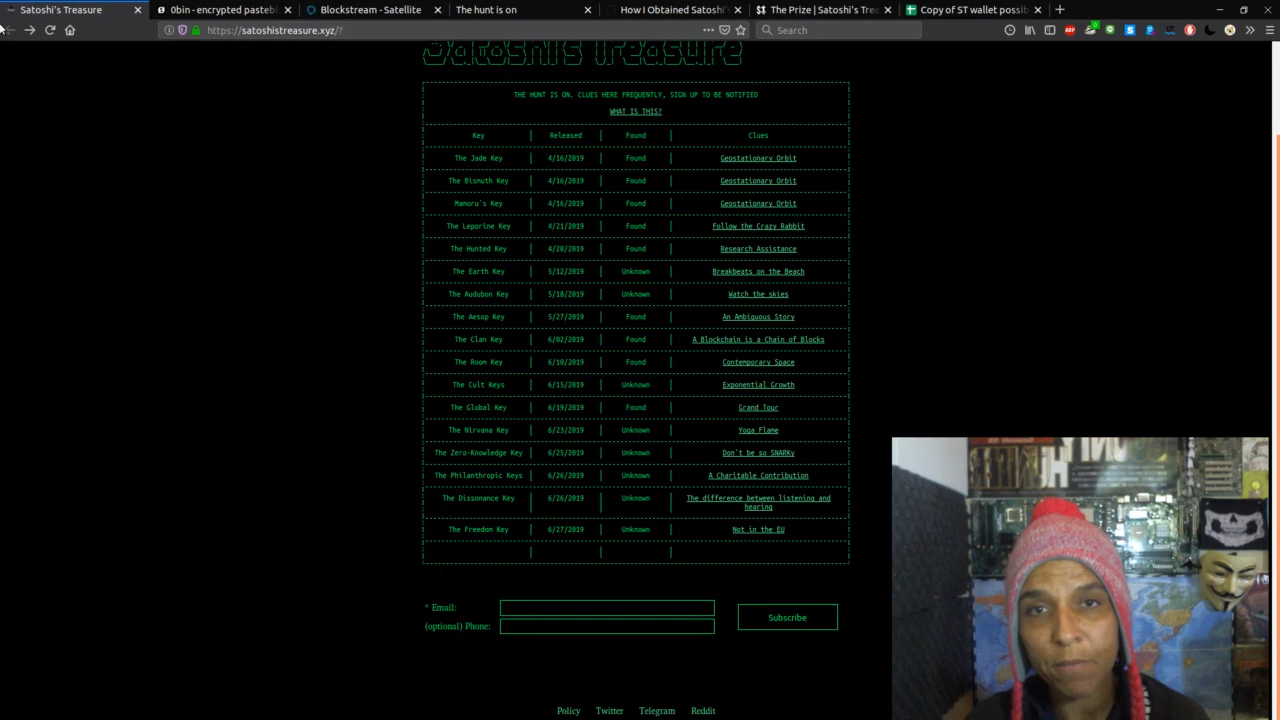 Satoshi's Treasure
0bin - encrypted pastebi
Blockstream - Satellite
The hunt is on
How I Obtained Satoshi'
The Prize | Satoshi's Trea
Copy of ST wallet possib
https://satoshistreasure.xyz/?
Search
Satoshis Treasure
THE HUNT IS ON. CLUES HERE FREQUENTLY, SIGN UP TO BE NOTIFIED
WHAT IS THIS?
Key | Released | Found | Clues
The Jade Key | 4/16/2019 | Found | Geostationary Orbit
The Bismuth Key | 4/16/2019 | Found | Geostationary Orbit
Mamoru's Key | 4/16/2019 | Found | Geostationary Orbit
The Leporine Key | 4/21/2019 | Found | Follow the Crazy Rabbit
The Hunted Key | 4/28/2019 | Found | Research Assistance
The Earth Key | 5/12/2019 | Unknown | Breakbeats on the Beach
The Audubon Key | 5/18/2019 | Unknown | Watch the skies
The Aesop Key | 5/27/2019 | Found | An Ambiquous Story
The Clan Key | 6/02/2019 | Found | A Blockchain is a Chain of Blocks
The Room Key | 6/10/2019 | Found | Contemporary Space
The Cult Keys | 6/15/2019 | Unknown | Exponential Growth
The Global Key | 6/19/2019 | Found | Grand Tour
The Nirvana Key | 6/23/2019 | Unknown | Yoga Flame
The Zero-Knowledge Key | 6/25/2019 | Unknown | Don't be so SNARKy
The Philanthropic Keys | 6/26/2019 | Unknown | A Charitable Contribution
The Dissonance Key | 6/26/2019 | Unknown | The difference between listening and
hearing
The Freedom Key | 6/27/2019 | Unknown | Not in the EU
* Email:
(optional) Phone:
Subscribe
Policy Twitter Telegram Reddit